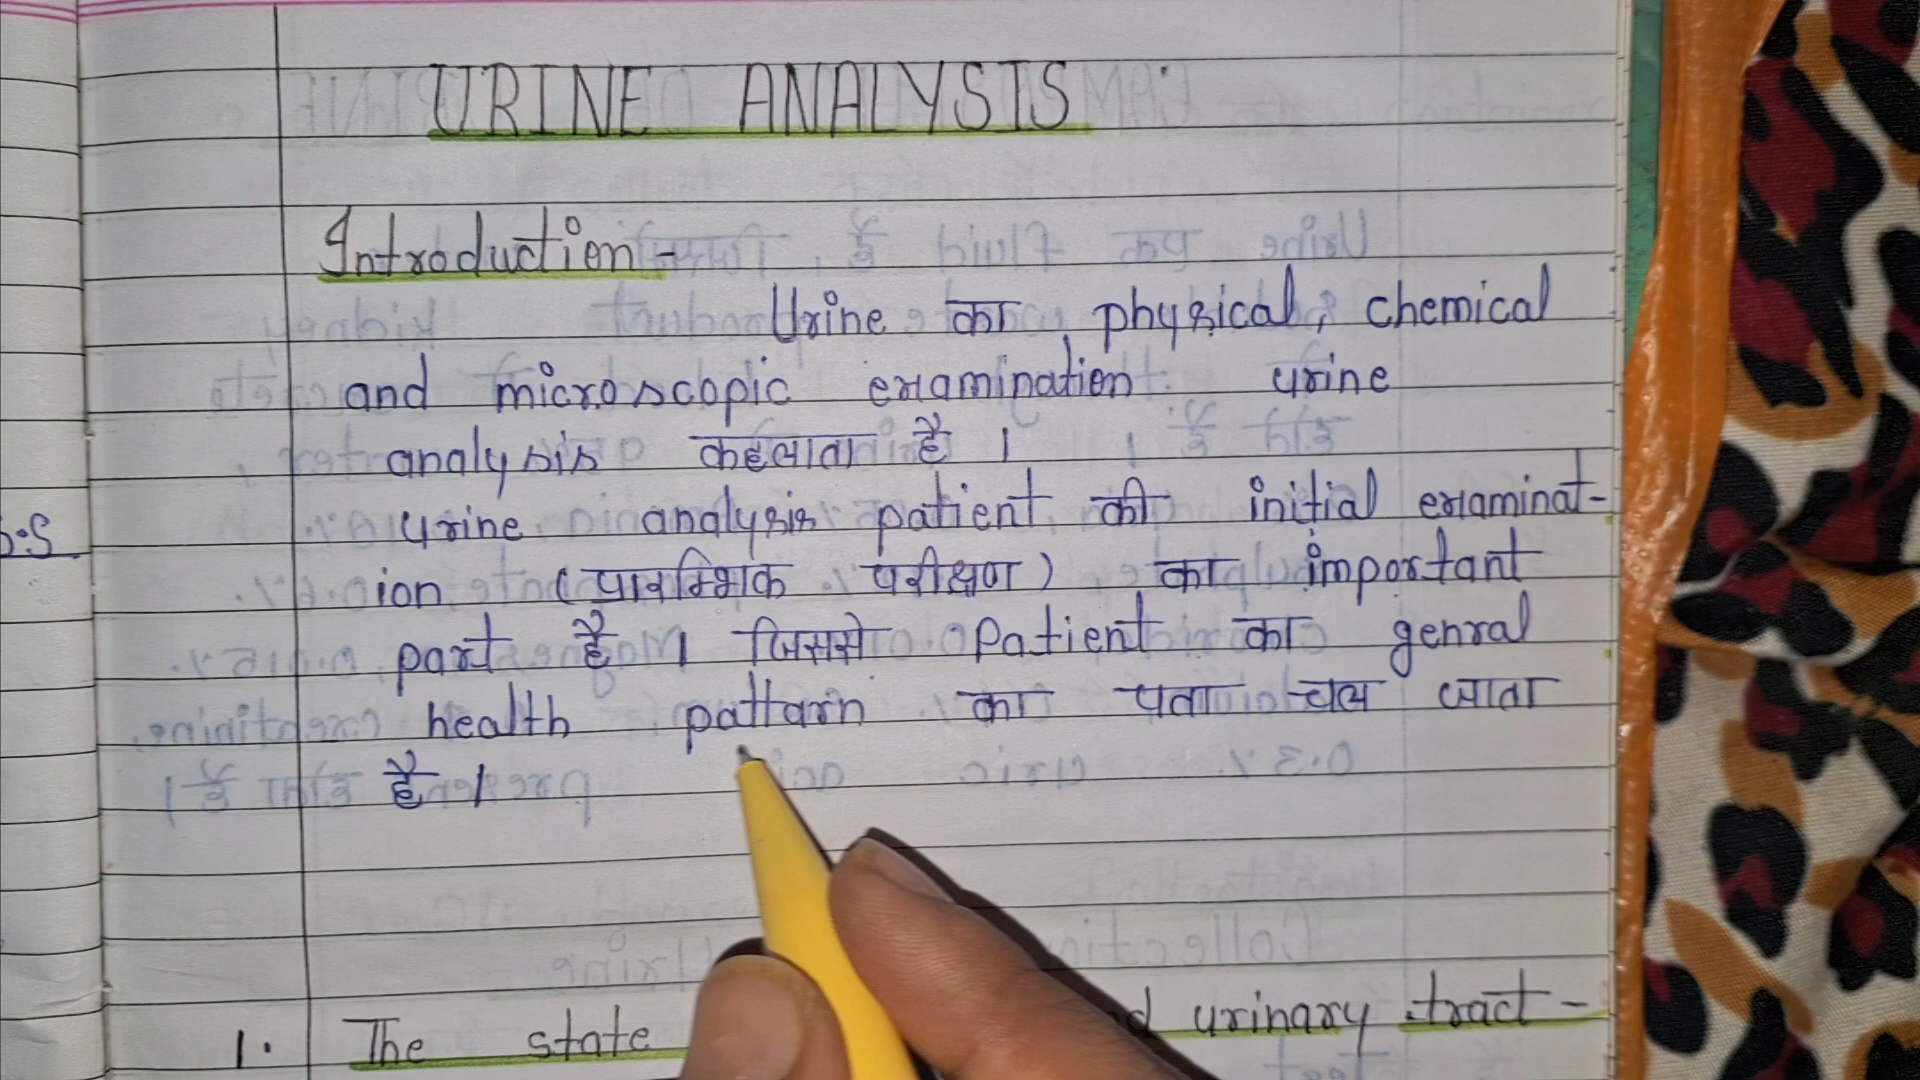 URINE ANALYSIS
Introduction -
Urine का physical, chemical
and microscopic examination urine
analysis कहलाता है ।
urine analysis patient की initial examinat-
ion (प्रारम्भिक परीक्षण) का important
part है । जिससे Patient का genral
health pattarn का पता चल जाता
है ।
1. The state urinary tract -